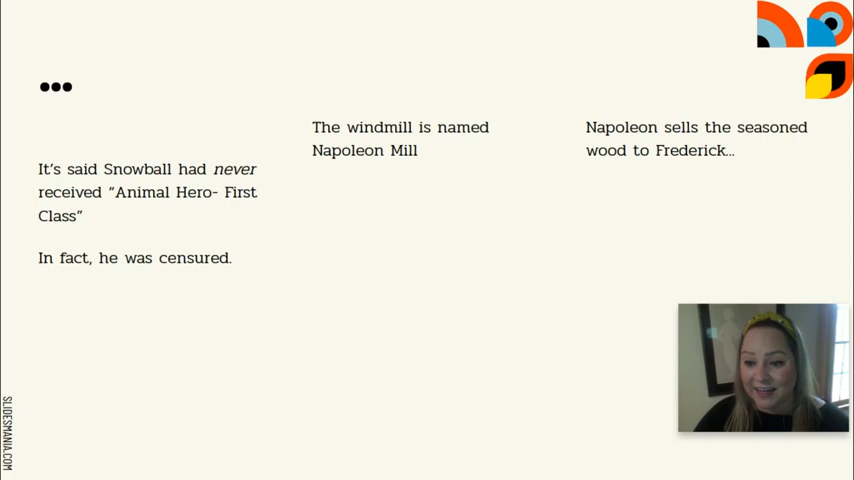 •••
It's said Snowball had never
received “Animal Hero- First
Class”
In fact, he was censured.
The windmill is named
Napoleon Mill
Napoleon sells the seasoned
wood to Frederick...
SLIDESMANIA.COM